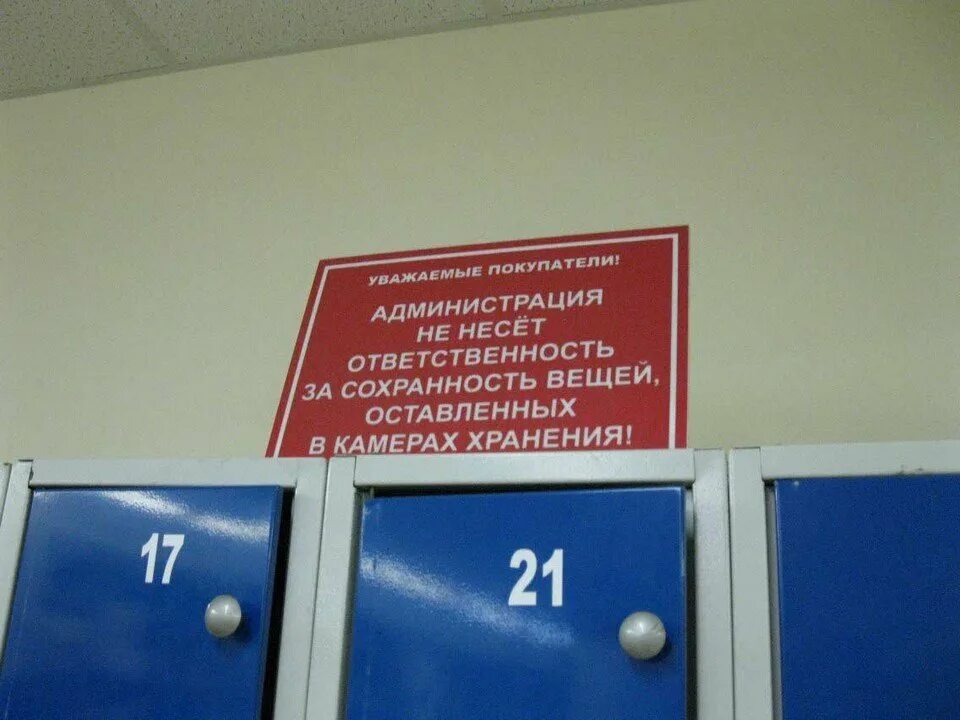 УВАЖАЕМЫЕ ПОКУПАТЕЛИ!
АДМИНИСТРАЦИЯ
НЕ НЕСЁТ
ОТВЕТСТВЕННОСТЬ
ЗА СОХРАННОСТЬ ВЕЩЕЙ,
ОСТАВЛЕННЫХ
В КАМЕРАХ ХРАНЕНИЯ!
17
21